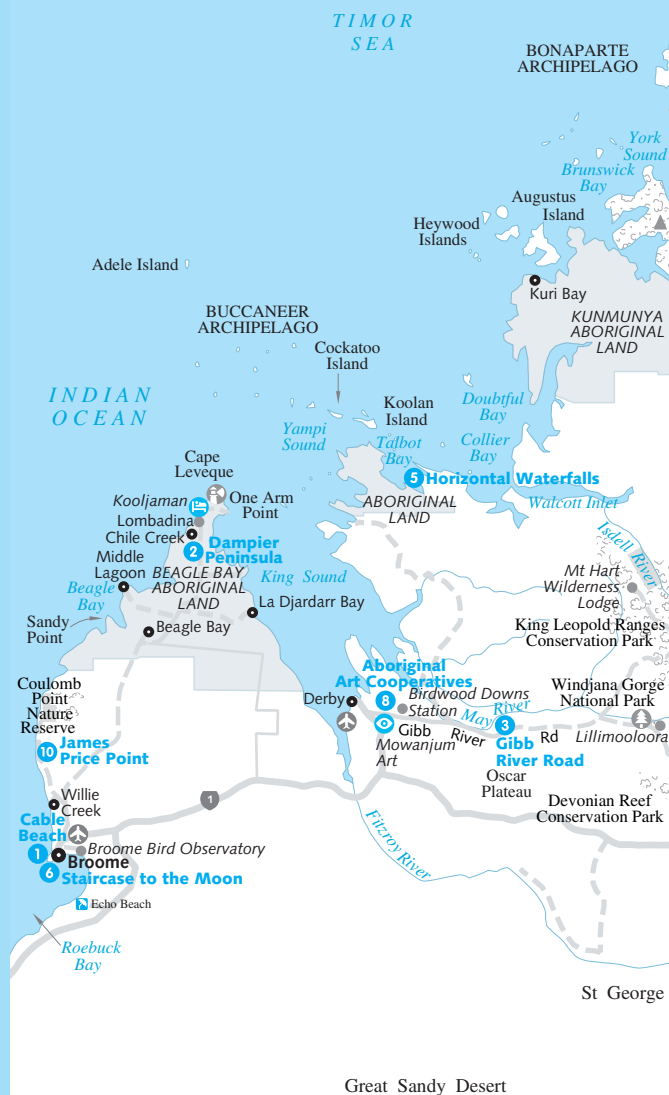 TIMOR
SEA
BONAPARTE
ARCHIPELAGO
York
Sound
Brunswick
Bay
Augustus
Island
Heywood
Islands
Adele Island
Kuri Bay
BUCCANEER
ARCHIPELAGO
KUNMUNYA
ABORIGINAL
LAND
Cockatoo
Island
INDIAN
OCEAN
Koolan
Island
Doubtful
Bay
Yampi
Sound
Talbot
Bay
Collier
Bay
Cape
Leveque
5 Horizontal Waterfalls
Kooljaman
One Arm
Point
ABORIGINAL
LAND
Walcott Inlet
Lombadina
Chile Creek
Isdell River
2 Dampier
Peninsula
Middle
Lagoon
BEAGLE BAY
ABORIGINAL
LAND
King Sound
Mt Hart
Wilderness
Lodge
Beagle
Bay
La Djardarr Bay
Sandy
Point
Beagle Bay
King Leopold Ranges
Conservation Park
Aboriginal
Art Cooperatives
8
Coulomb
Point
Nature
Reserve
Derby
Birdwood Downs
Station
Windjana Gorge
National Park
May River
3
Gibb River Rd
Lillimooloora
Mowanjum
Art
Gibb
River Road
10 James
Price Point
Oscar
Plateau
Devonian Reef
Conservation Park
Willie
Creek
1
Cable
Beach
1
Fitzroy River
Broome Bird Observatory
Broome
6 Staircase to the Moon
Echo Beach
Roebuck
Bay
St George
Great Sandy Desert